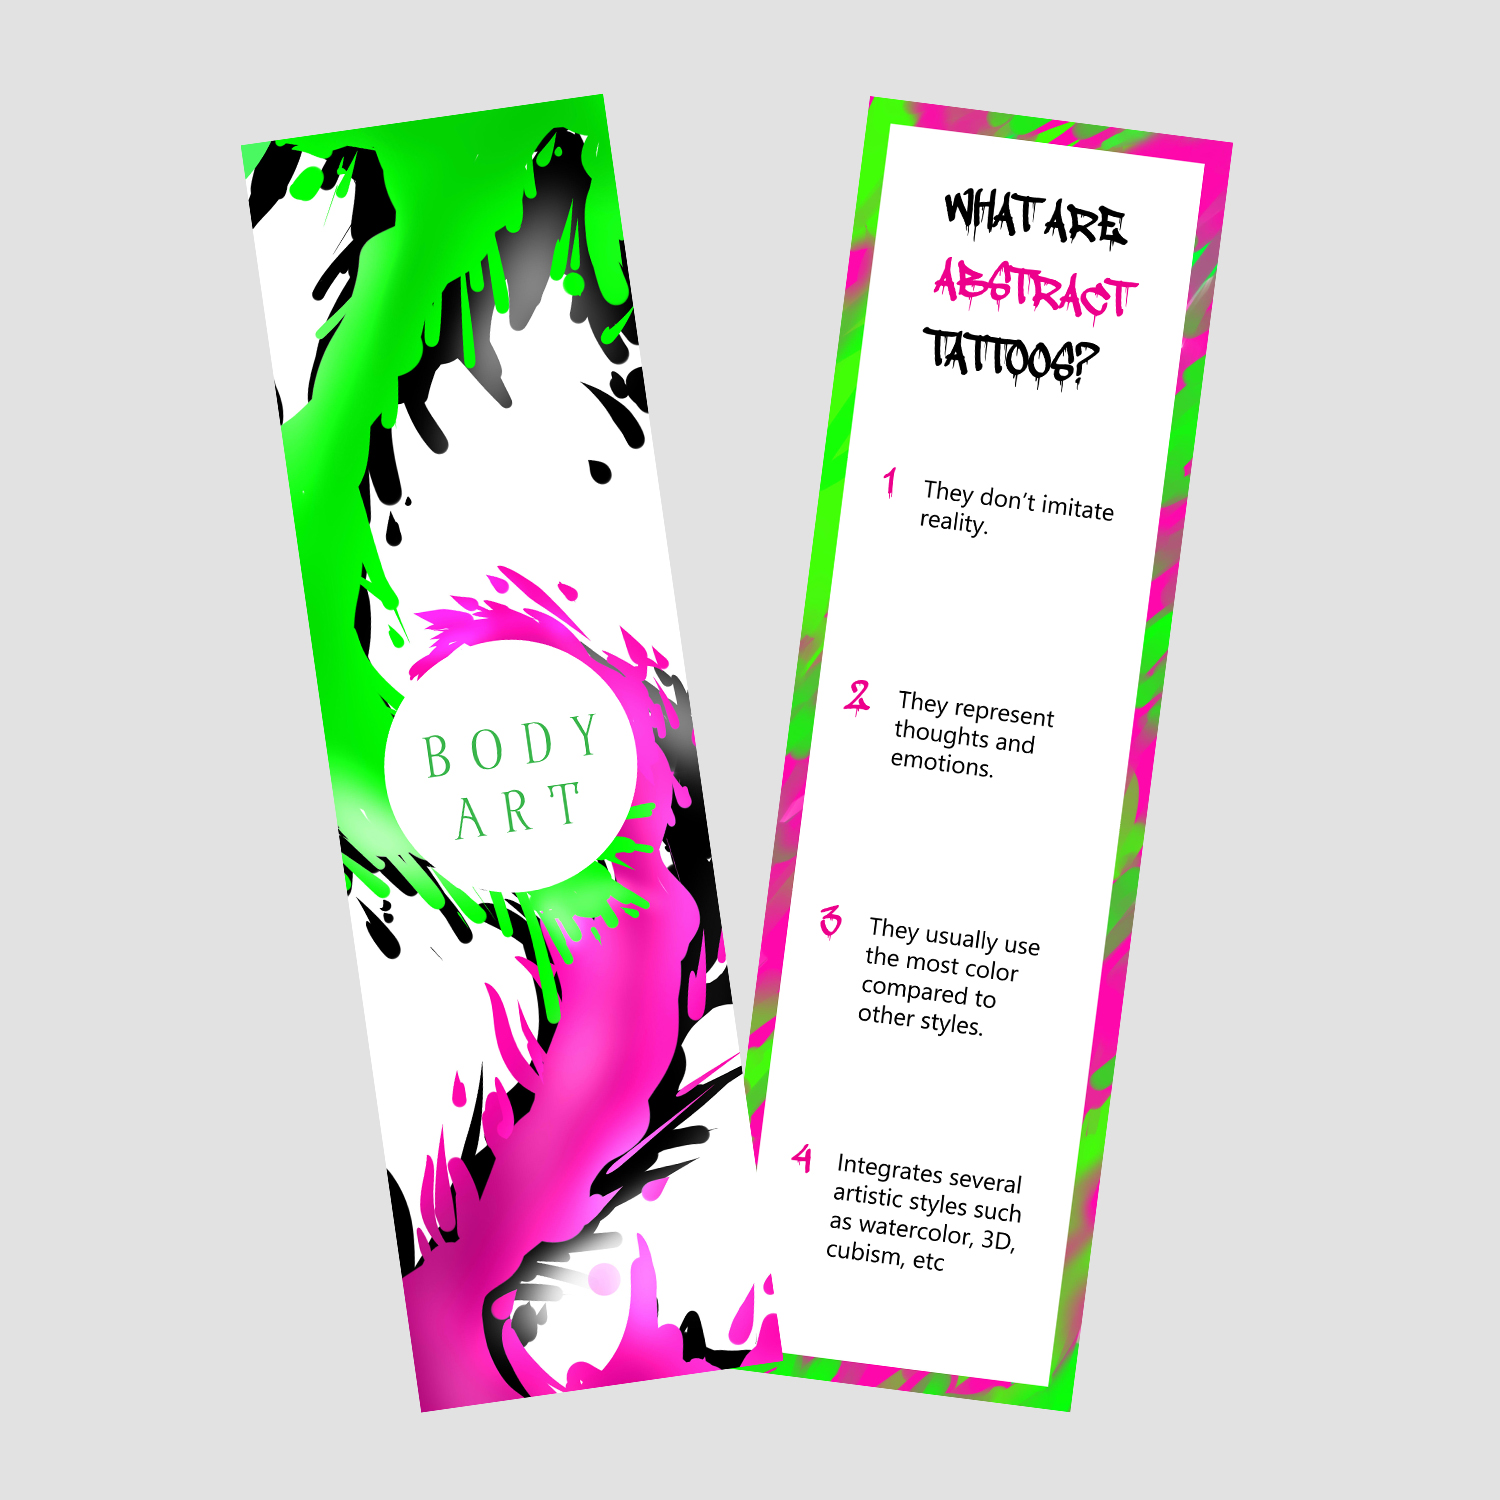 BODY
ART
WHAT ARE
ABSTRACT
TATTOOS?
1 They don't imitate
reality.
2 They represent
thoughts and
emotions.
3 They usually use
the most color
compared to
other styles.
4 Integrates several
artistic styles such
as watercolor, 3D,
cubism, etc